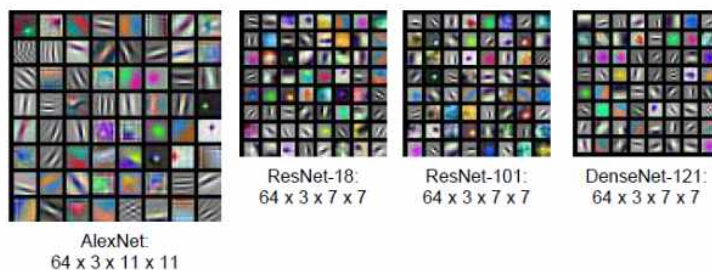 AlexNet:
64 x 3 x 11 x 11
ResNet-18:
64 x 3 x 7 x 7
ResNet-101:
64 x 3 x 7 x 7
DenseNet-121:
64 x 3 x 7 x 7